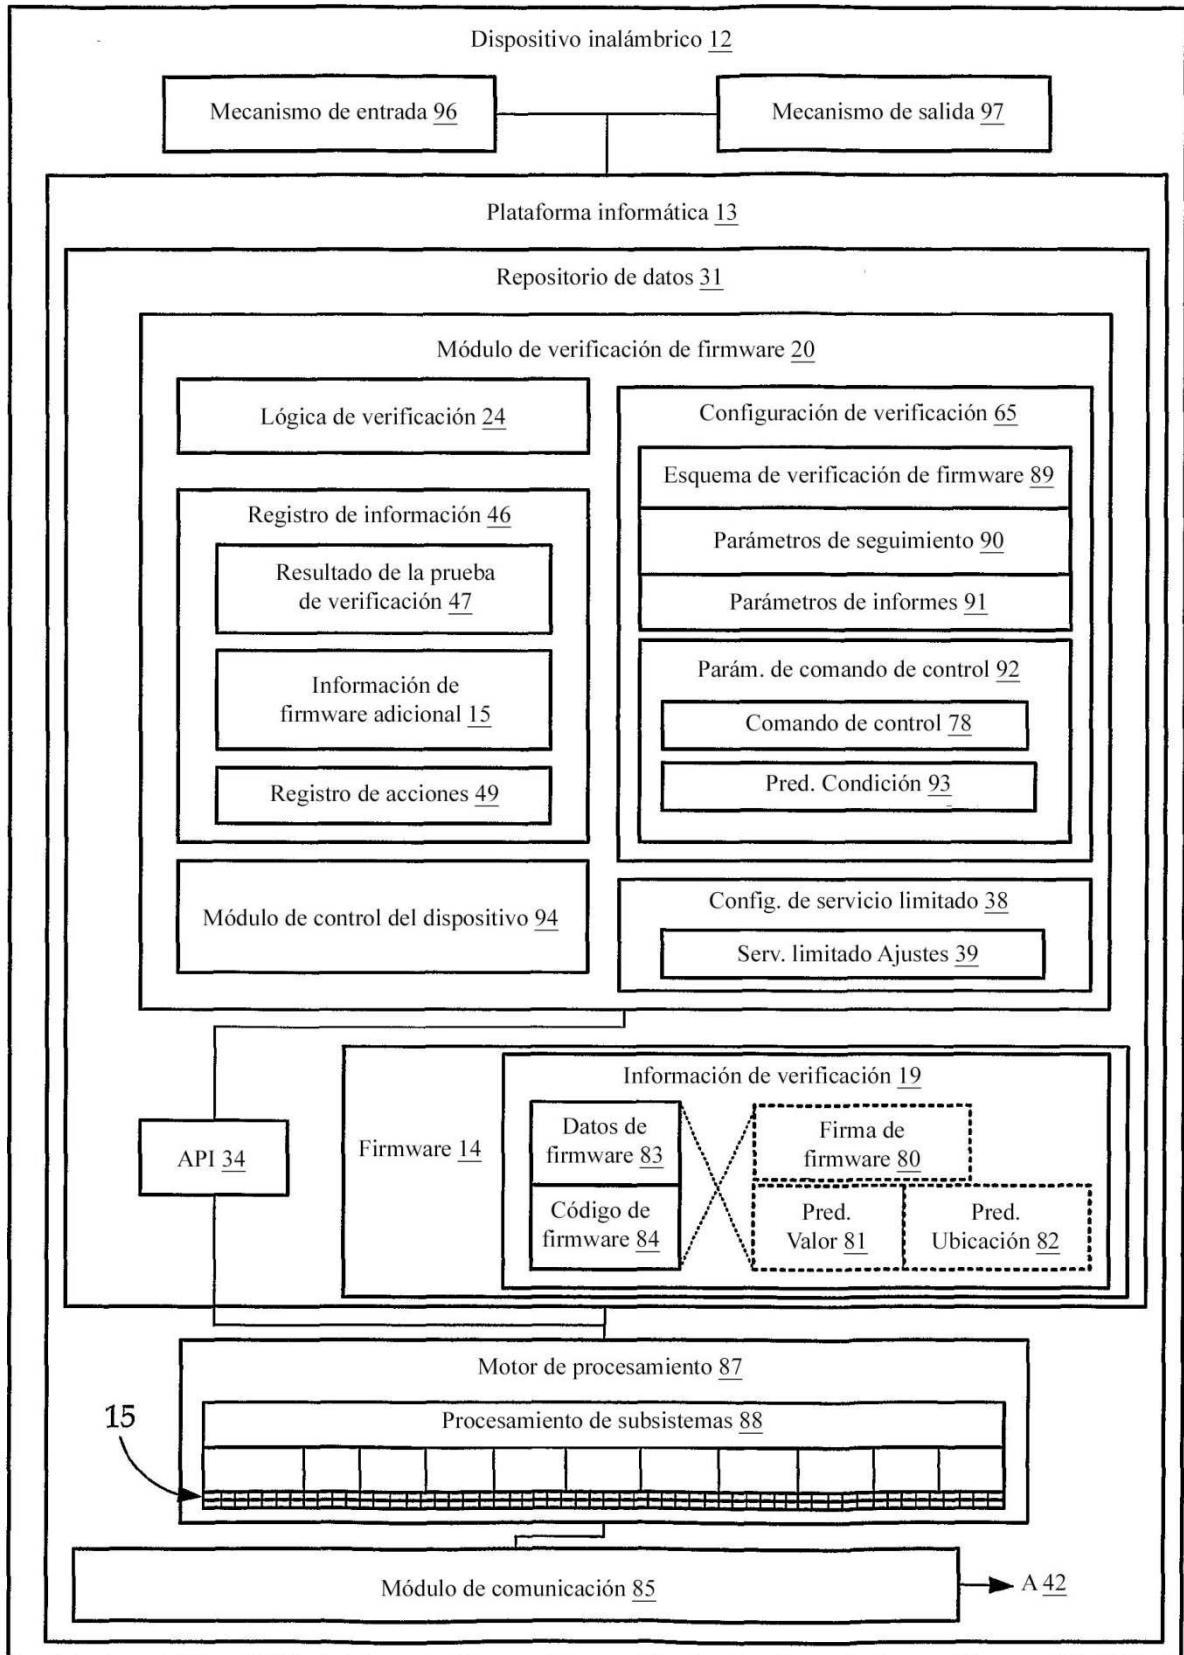 Dispositivo inalámbrico 12
Mecanismo de entrada 96
Mecanismo de salida 97
Plataforma informática 13
Repositorio de datos 31
Módulo de verificación de firmware 20
Lógica de verificación 24
Registro de información 46
Resultado de la prueba
de verificación 47
Información de
firmware adicional 15
Registro de acciones 49
Módulo de control del dispositivo 94
Configuración de verificación 65
Esquema de verificación de firmware 89
Parámetros de seguimiento 90
Parámetros de informes 91
Parám. de comando de control 92
Comando de control 78
Pred. Condición 93
Config. de servicio limitado 38
Serv. limitado Ajustes 39
API 34
Firmware 14
Información de verificación 19
Datos de
firmware 83
Código de
firmware 84
Firma de
firmware 80
Pred.
Valor 81
Pred.
Ubicación 82
Motor de procesamiento 87
Procesamiento de subsistemas 88
15
Módulo de comunicación 85
A 42